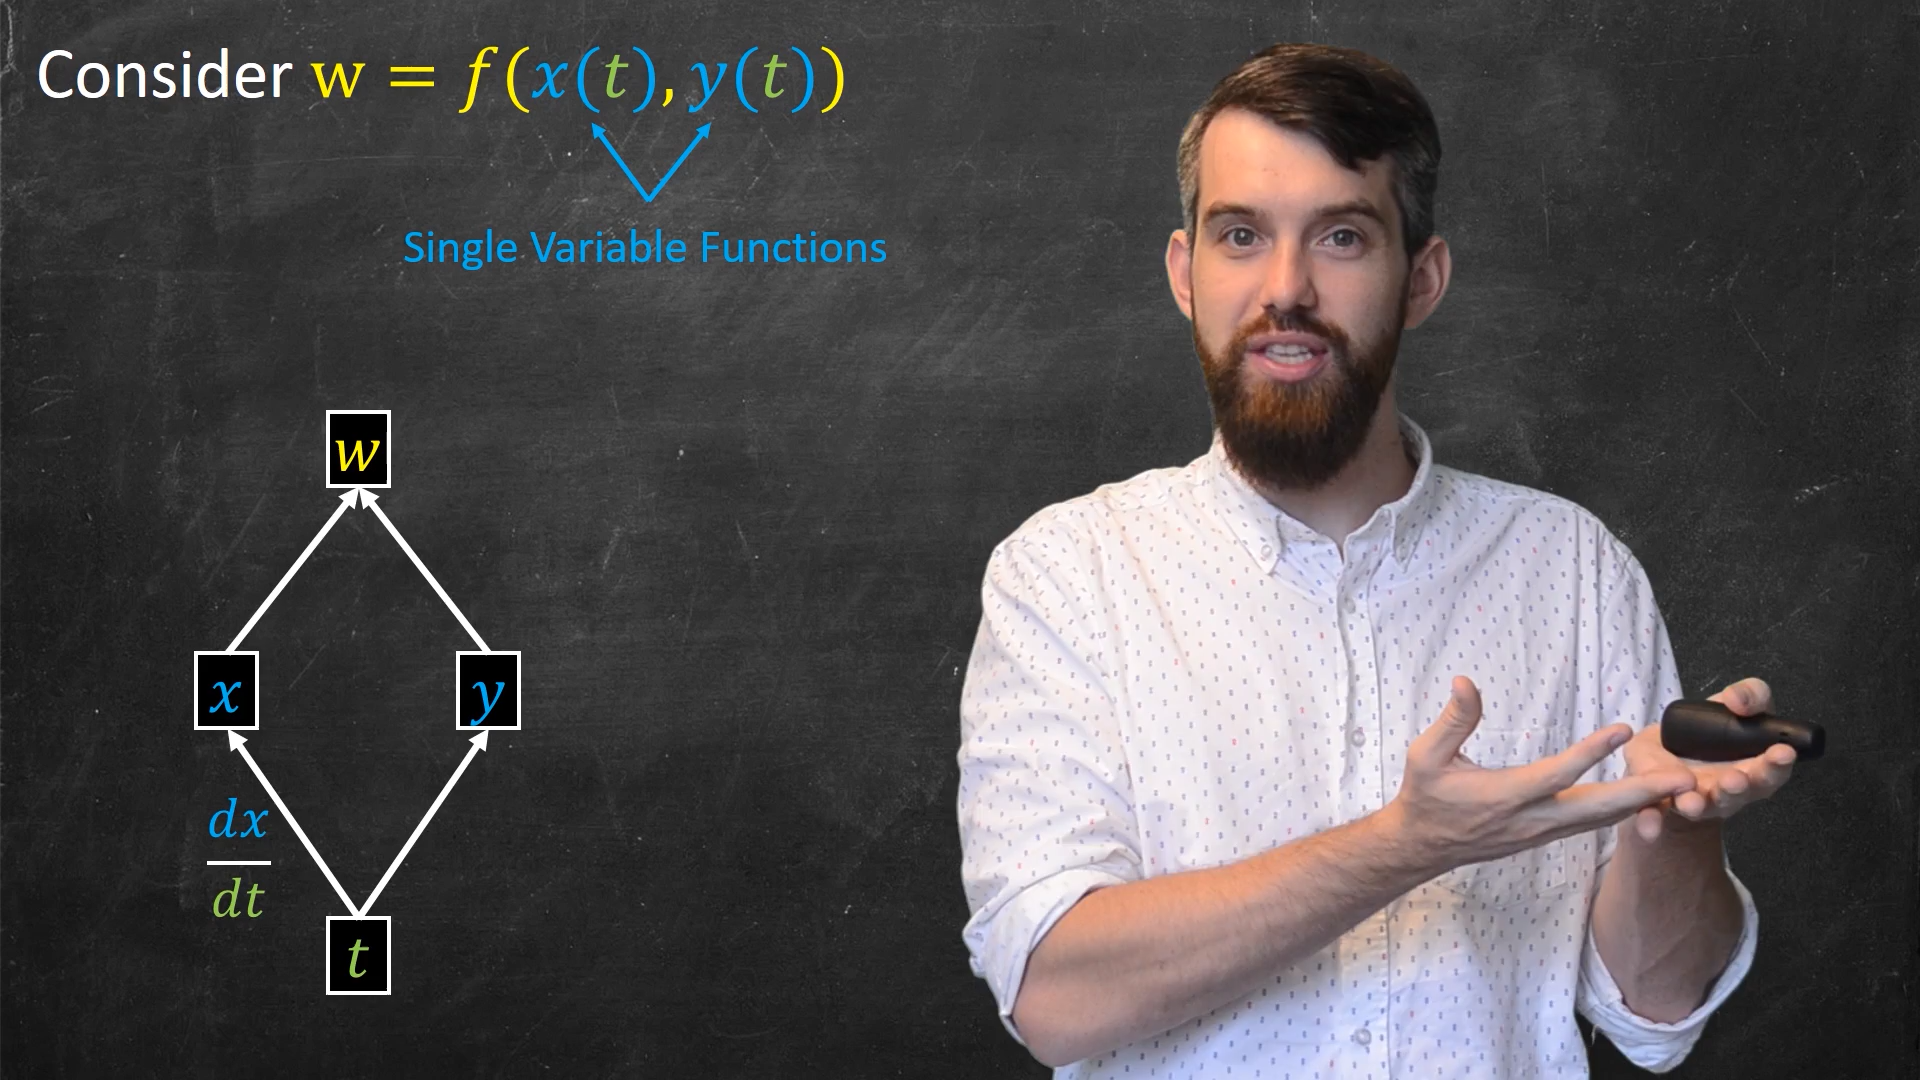 Consider w = f(x(t), y(t))
Single Variable Functions
w
x y
dx
dt
t